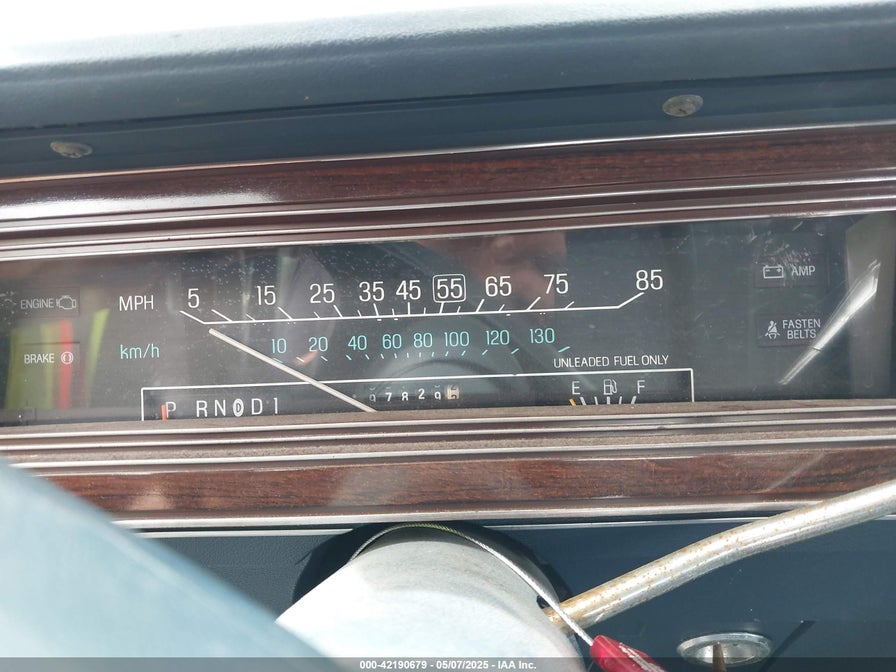 ENGINE
BRAKE
MPH 5 15 25 35 45 55 65 75 85
km/h 10 20 40 60 80 100 120 130
UNLEADED FUEL ONLY
P R N D D 1
E F
AMP
FASTEN
BELTS
000-42190679 - 05/07/2025 - IAA Inc.